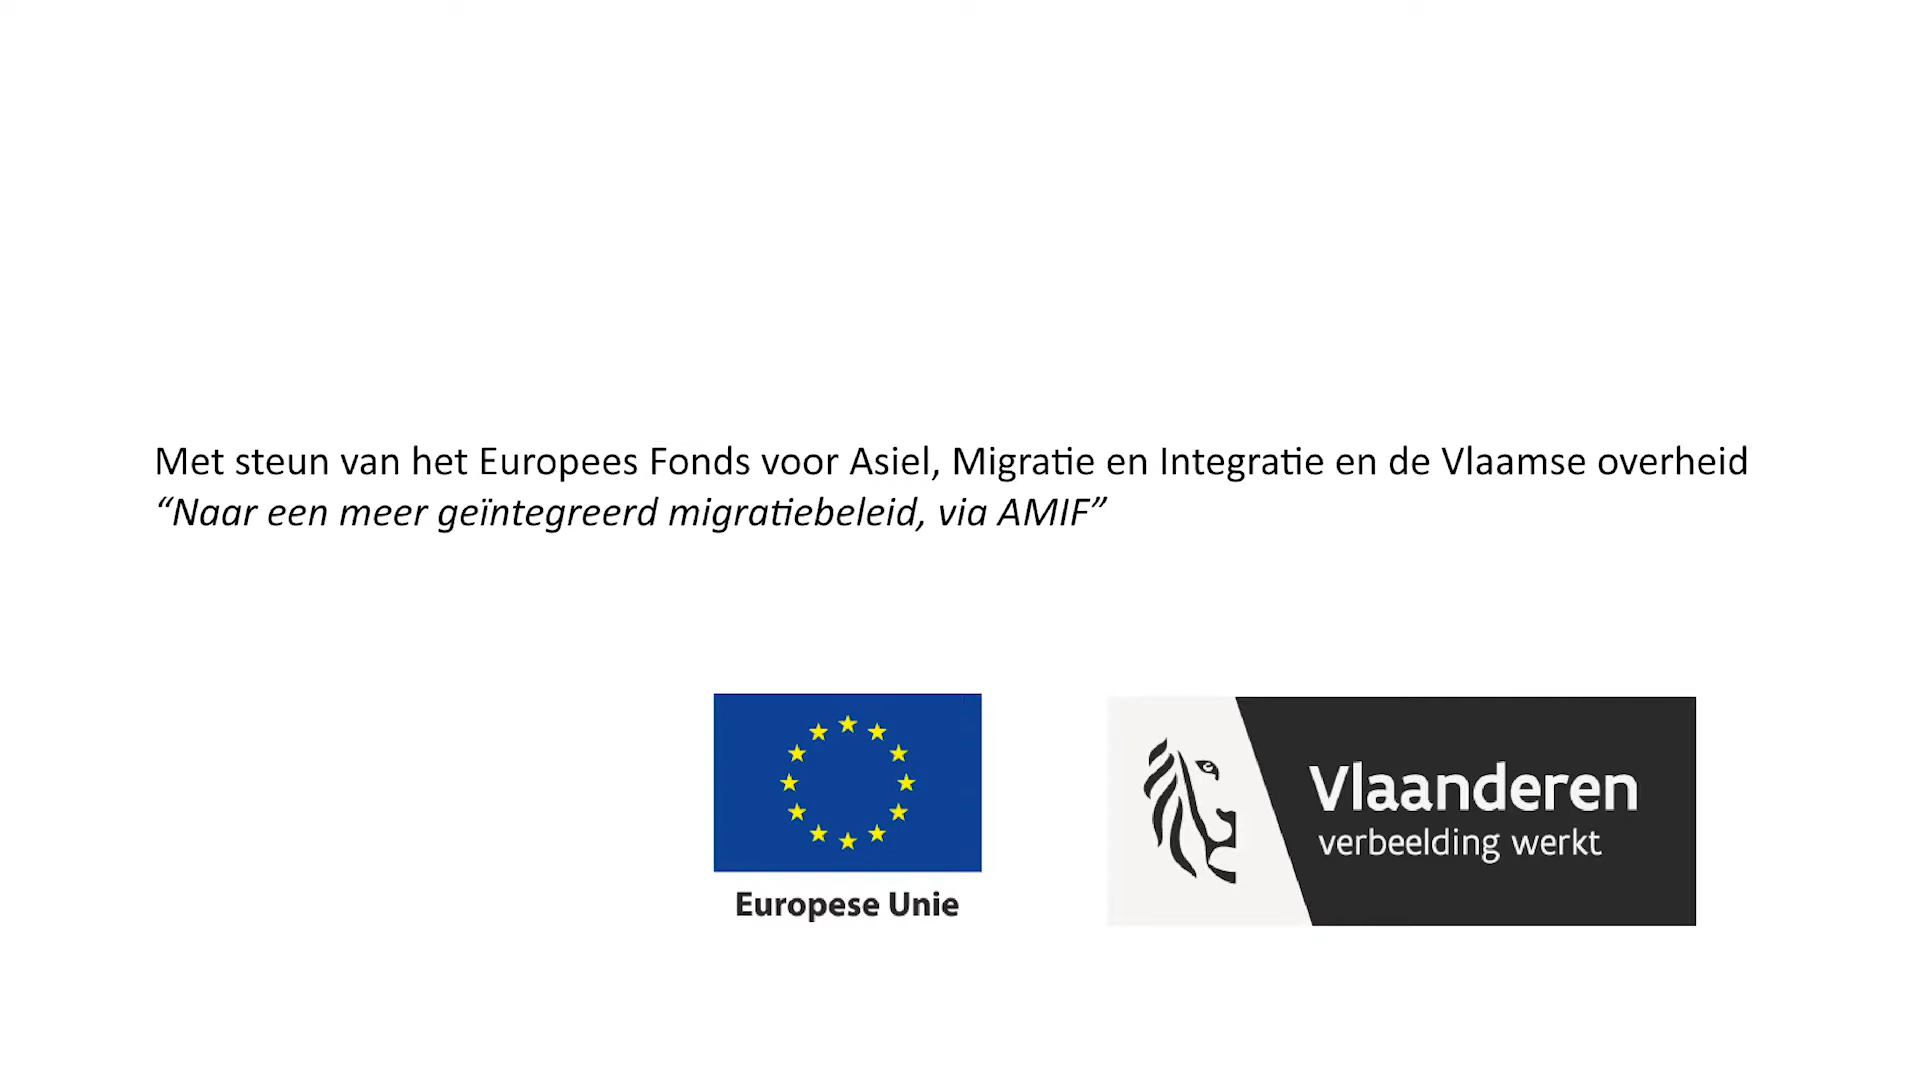 Met steun van het Europees Fonds voor Asiel, Migratie en Integratie en de Vlaamse overheid
“Naar een meer geïntegreerd migratiebeleid, via AMIF”
Europese Unie
Vlaanderen
verbeelding werkt